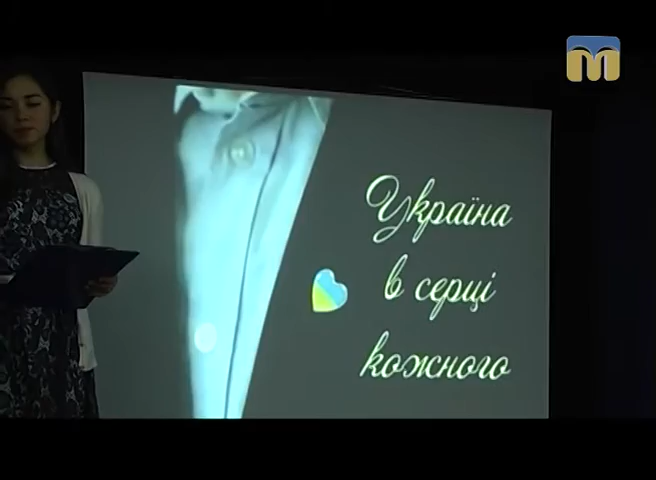 Україна
в серці
кожного